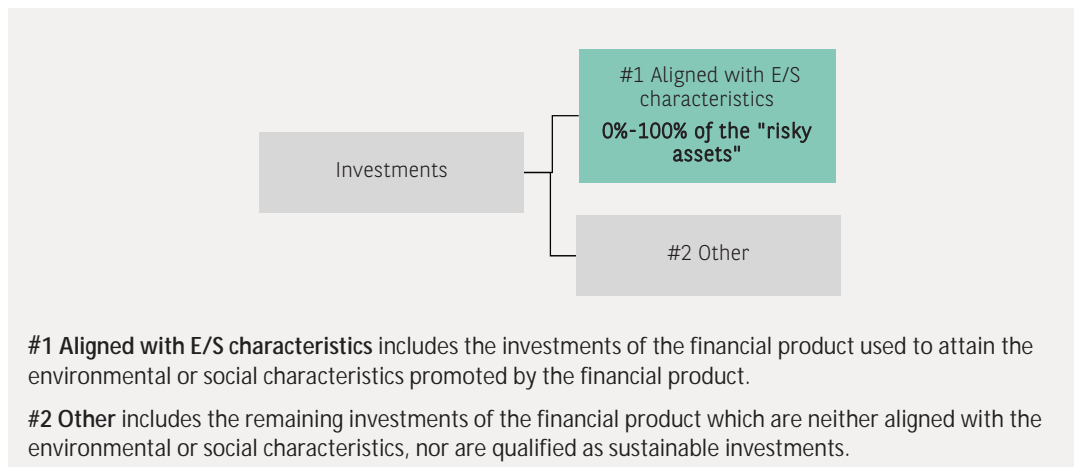 #1 Aligned with E/S
characteristics
0%-100% of the "risky
assets"
Investments
#2 Other
#1 Aligned with E/S characteristics includes the investments of the financial product used to attain the
environmental or social characteristics promoted by the financial product.
#2 Other includes the remaining investments of the financial product which are neither aligned with the
environmental or social characteristics, nor are qualified as sustainable investments.